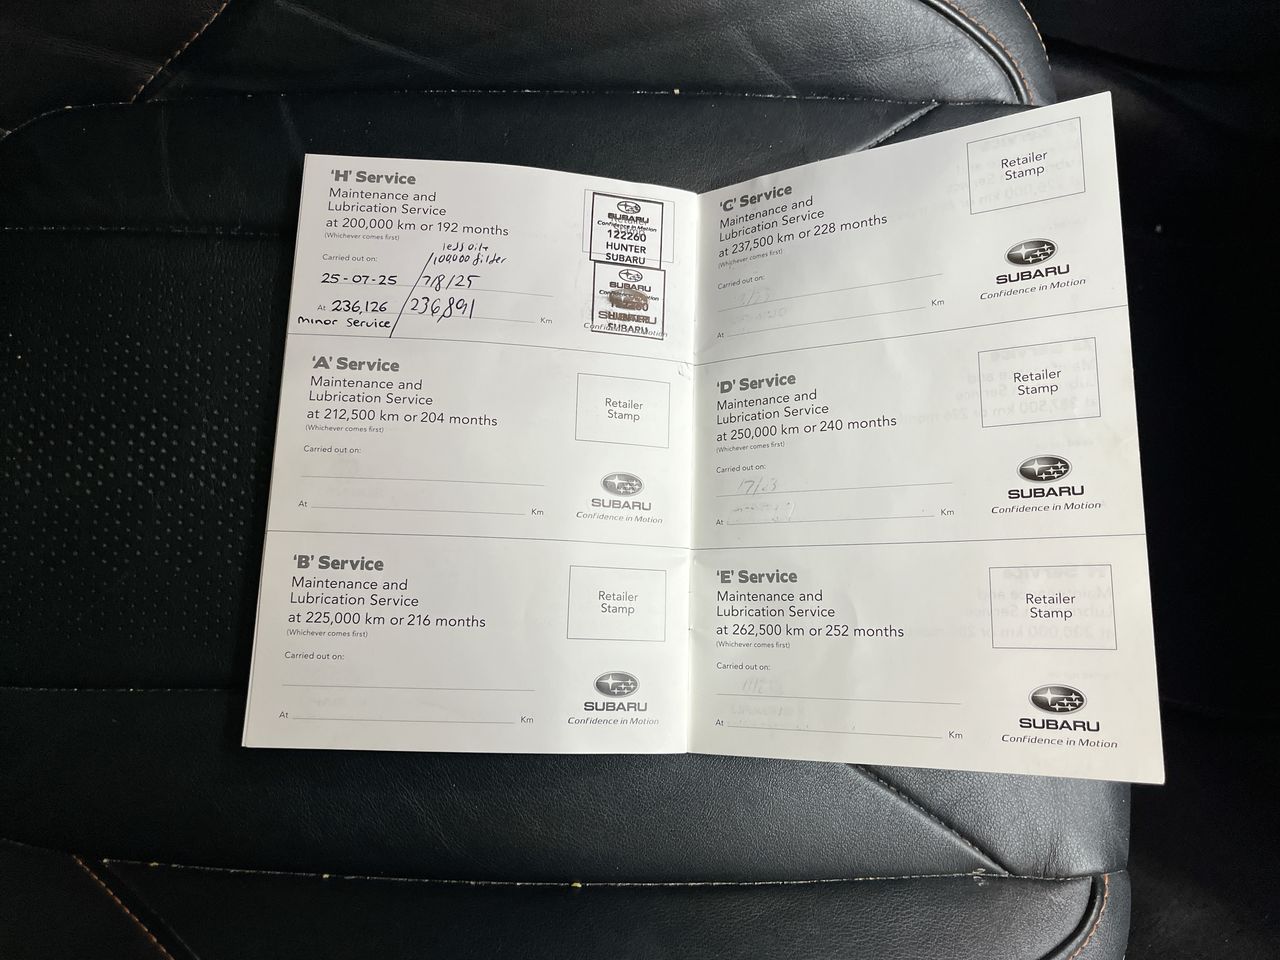 'H' Service
Maintenance and
Lubrication Service
at 200,000 km or 192 months
(Whichever comes first)
Carried out on:
25-07-25 / 7/8/25
At 236,126 / 236,891 Km
minor Service
SUBARU
Confidence in Motion
122260
HUNTER
SUBARU
SUBARU
SUBARU
'A' Service
Maintenance and
Lubrication Service
at 212,500 km or 204 months
(Whichever comes first)
Carried out on:
At Km
Retailer
Stamp
SUBARU
Confidence in Motion
'B' Service
Maintenance and
Lubrication Service
at 225,000 km or 216 months
(Whichever comes first)
Carried out on:
At Km
Retailer
Stamp
SUBARU
Confidence in Motion
'C' Service
Maintenance and
Lubrication Service
at 237,500 km or 228 months
(Whichever comes first)
Carried out on:
At Km
Retailer
Stamp
SUBARU
Confidence in Motion
'D' Service
Maintenance and
Lubrication Service
at 250,000 km or 240 months
(Whichever comes first)
Carried out on:
At Km
Retailer
Stamp
SUBARU
Confidence in Motion
'E' Service
Maintenance and
Lubrication Service
at 262,500 km or 252 months
(Whichever comes first)
Carried out on:
At Km
Retailer
Stamp
SUBARU
Confidence in Motion